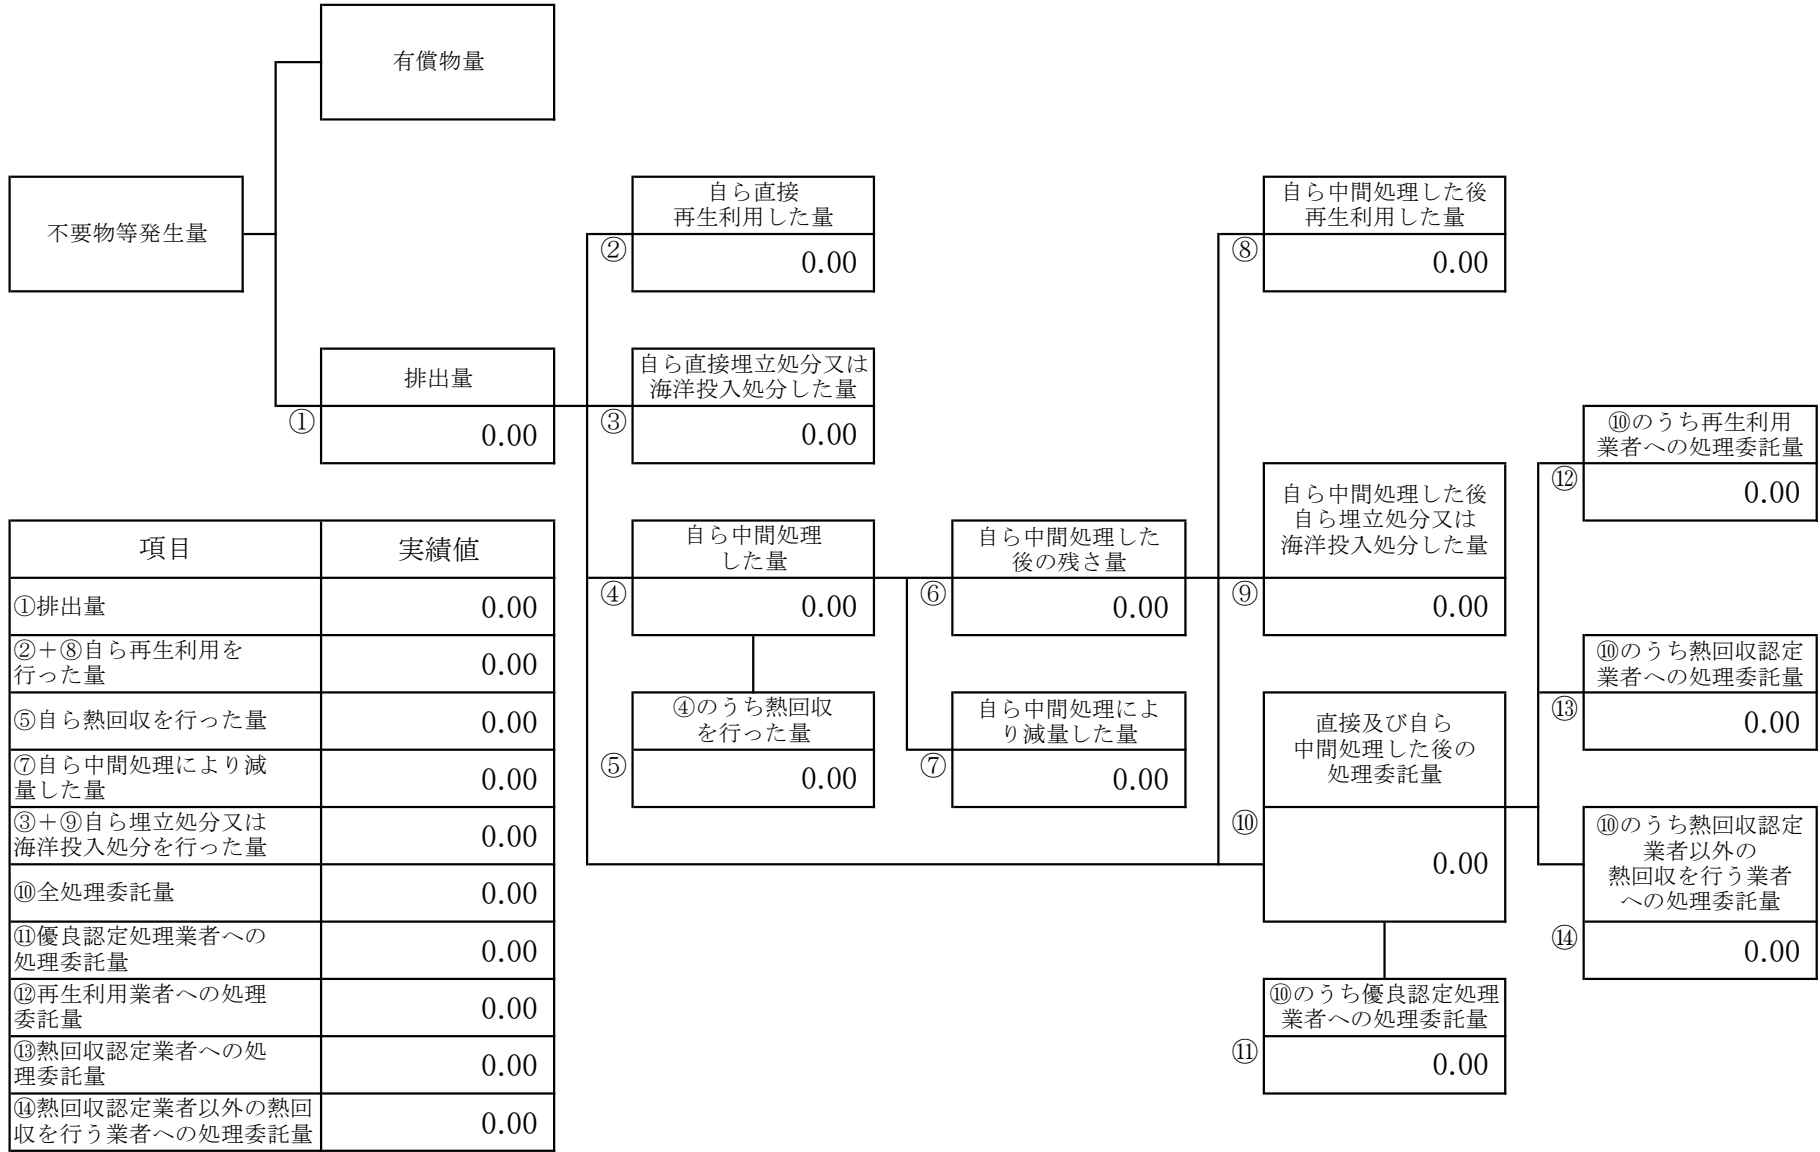 有償物量
不要物等発生量
自ら直接
再生利用した量
②
0.00
自ら中間処理した後
再生利用した量
⑧
0.00
排出量
①
0.00
自ら直接埋立処分又は
海洋投入処分した量
③
0.00
⑩のうち再生利用
業者への処理委託量
⑫
0.00
自ら中間処理
した量
④
0.00
自ら中間処理した
後の残さ量
⑥
0.00
自ら中間処理した後
自ら埋立処分又は
海洋投入処分した量
⑨
0.00
⑩のうち熱回収認定
業者への処理委託量
⑬
0.00
④のうち熱回収
を行った量
⑤
0.00
自ら中間処理によ
り減量した量
⑦
0.00
直接及び自ら
中間処理した後の
処理委託量
⑩
0.00
⑩のうち熱回収認定
業者以外の
熱回収を行う業者
への処理委託量
⑭
0.00
⑩のうち優良認定処理
業者への処理委託量
⑪
0.00
項目 実績値
①排出量 0.00
②＋⑧自ら再生利用を
行った量 0.00
⑤自ら熱回収を行った量 0.00
⑦自ら中間処理により減
量した量 0.00
③＋⑨自ら埋立処分又は
海洋投入処分を行った量 0.00
⑩全処理委託量 0.00
⑪優良認定処理業者への
処理委託量 0.00
⑫再生利用業者への処理
委託量 0.00
⑬熱回収認定業者への処
理委託量 0.00
⑭熱回収認定業者以外の熱回
収を行う業者への処理委託量 0.00